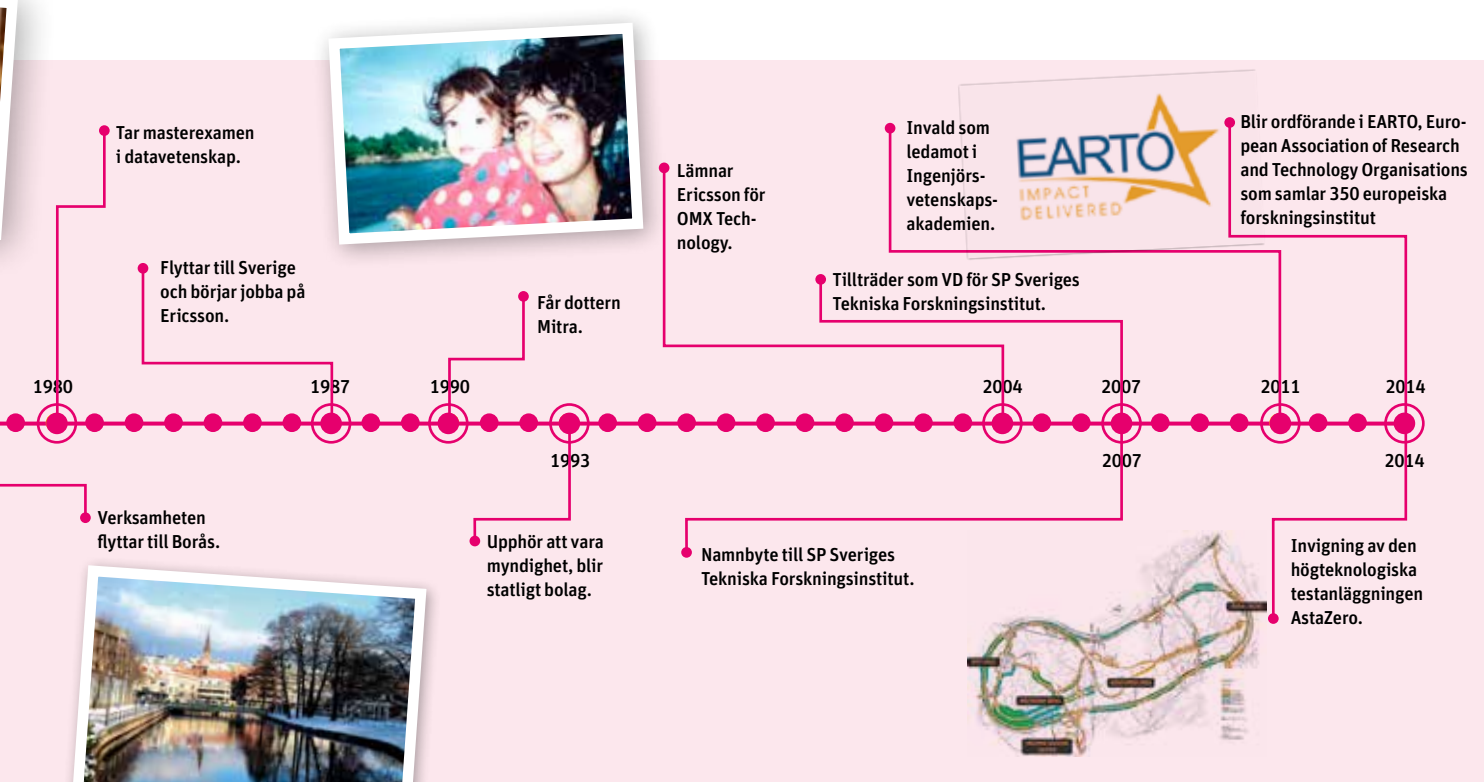 Tar masterexamen
i datavetenskap.
Flyttar till Sverige
och börjar jobba på
Ericsson.
Får dottern
Mitra.
Lämnar
Ericsson för
OMX Tech-
nology.
Tillträder som VD för SP Sveriges
Tekniska Forskningsinstitut.
Invald som
ledamot i
Ingenjörs-
vetenskaps-
akademien.
EARTO
IMPACT
DELIVERED
Blir ordförande i EARTO, Euro-
pean Association of Research
and Technology Organisations
som samlar 350 europeiska
forskningsinstitut
1980
1987
1990
2004
2007
2011
2014
1993
2007
2014
Verksamheten
flyttar till Borås.
Upphör att vara
myndighet, blir
statligt bolag.
Namnbyte till SP Sveriges
Tekniska Forskningsinstitut.
Invigning av den
högteknologiska
testanläggningen
AstaZero.